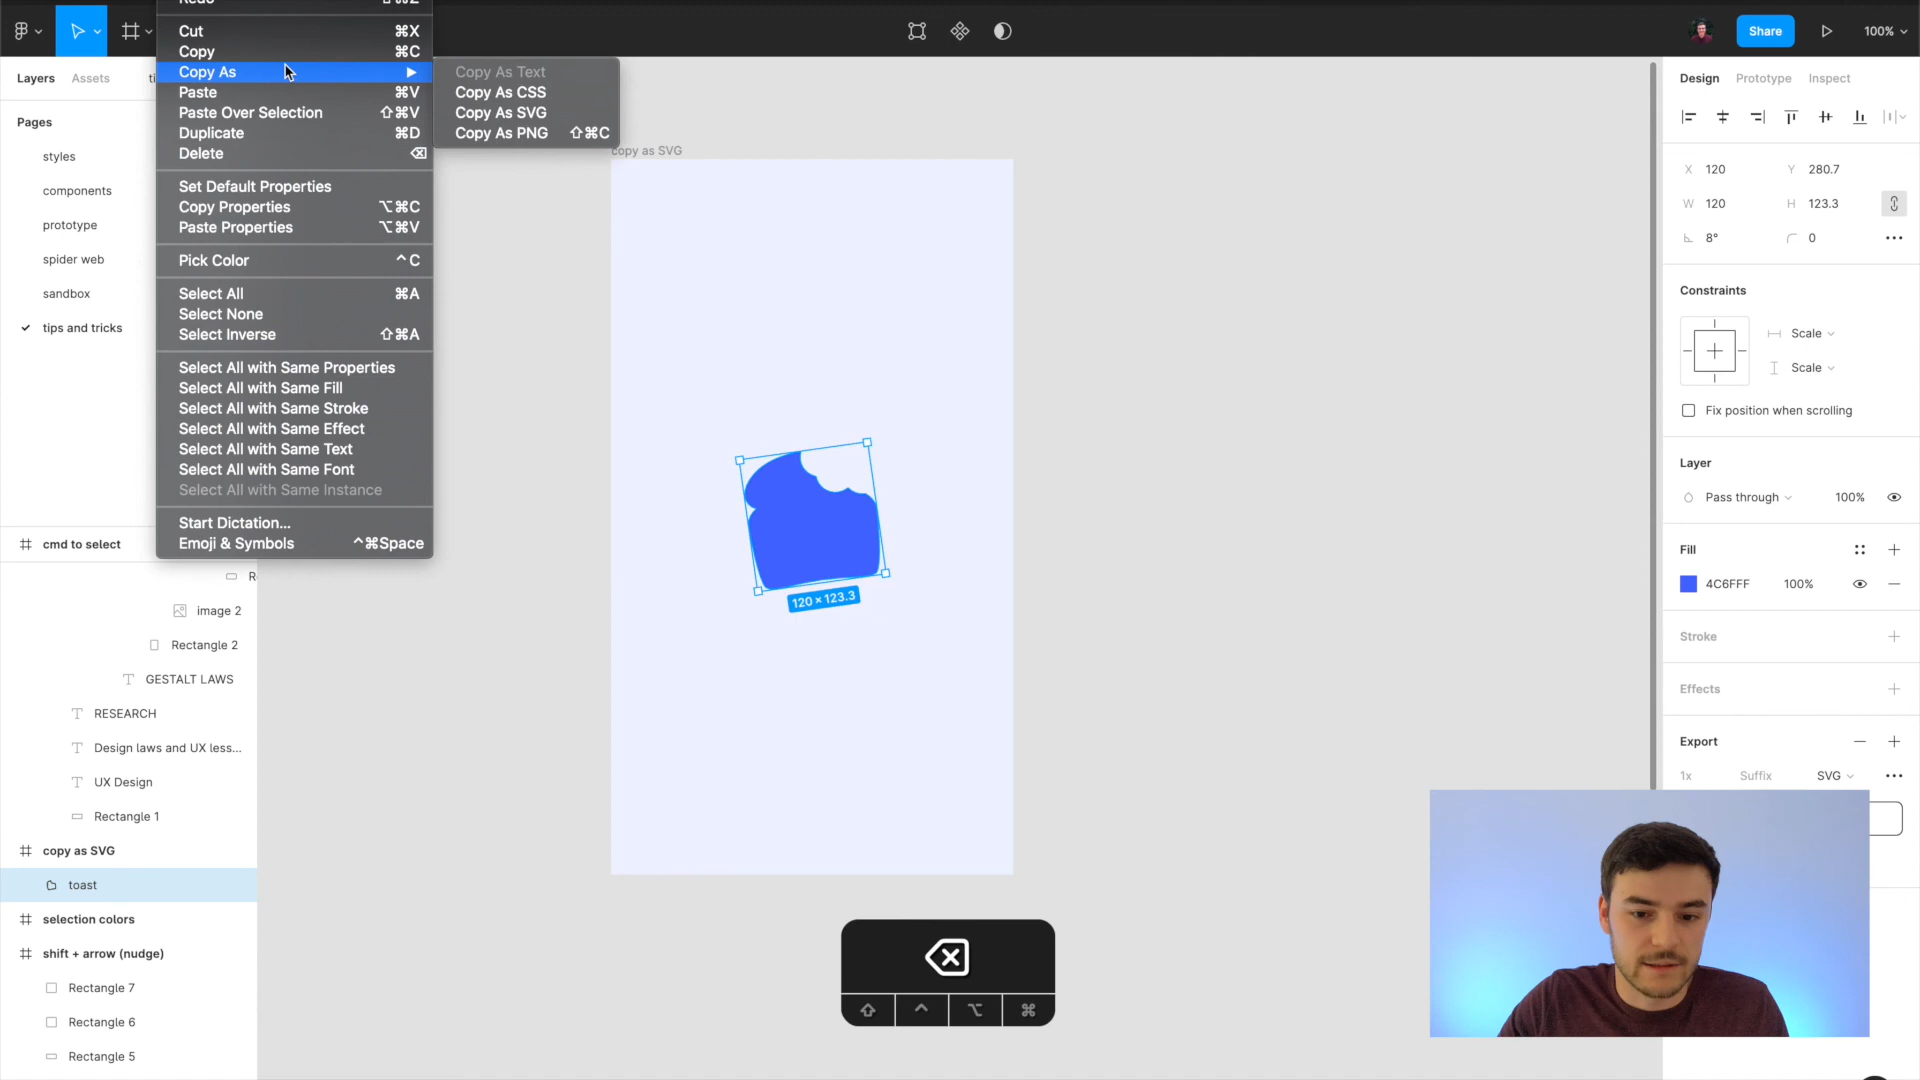 Redo ⇧⌘Z
Cut ⌘X
Copy ⌘C
Copy As
Paste ⌘V
Paste Over Selection ⇧⌘V
Duplicate ⌘D
Delete ⌫
Set Default Properties
Copy Properties ⌥⌘C
Paste Properties ⌥⌘V
Pick Color ^C
Select All ⌘A
Select None
Select Inverse ⇧⌘A
Select All with Same Properties
Select All with Same Fill
Select All with Same Stroke
Select All with Same Effect
Select All with Same Text
Select All with Same Font
Select All with Same Instance
Start Dictation...
Emoji & Symbols ^⌘Space
Copy As Text
Copy As CSS
Copy As SVG
Copy As PNG ⇧⌘C
Share
100%
Layers Assets ti
Pages
styles
components
prototype
spider web
sandbox
tips and tricks
cmd to select
R
image 2
Rectangle 2
GESTALT LAWS
RESEARCH
Design laws and UX less...
UX Design
Rectangle 1
copy as SVG
toast
selection colors
shift + arrow (nudge)
Rectangle 7
Rectangle 6
Rectangle 5
copy as SVG
120 × 123.3
⌫
⇧ ^ ⌥ ⌘
Design Prototype Inspect
X 120 Y 280.7
W 120 H 123.3
8° 0
Constraints
Scale
Scale
Fix position when scrolling
Layer
Pass through 100%
Fill
4C6FFF 100%
Stroke
Effects
Export
1x Suffix SVG